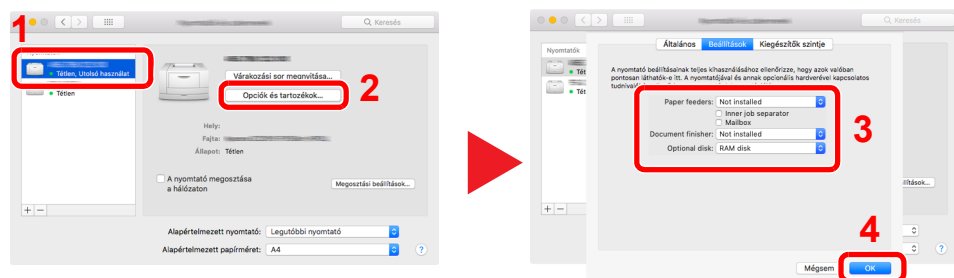 1
Keresés
Tétlen, Utolsó használat
Tétlen
Várakozási sor megnyitása...
Opciók és tartozékok...
2
Hely:
Fajta:
Állapot: Tétlen
A nyomtató megosztása
a hálózaton
Megosztási beállítások...
+ −
Alapértelmezett nyomtató: Legutóbbi nyomtató
Alapértelmezett papírméret: A4
?
Keresés
Nyomtatók
Általános Beállítások Kiegészítők szintje
A nyomtató beállításainak teljes kihasználásához ellenőrizze, hogy azok valóban
pontosan láthatók-e itt. A nyomtatójával és annak opcionális hardverével kapcsolatos
Paper feeders: Not installed
Inner job separator
Mailbox
Document finisher: Not installed
Optional disk: RAM disk
3
+ −
4
?
Mégsem OK